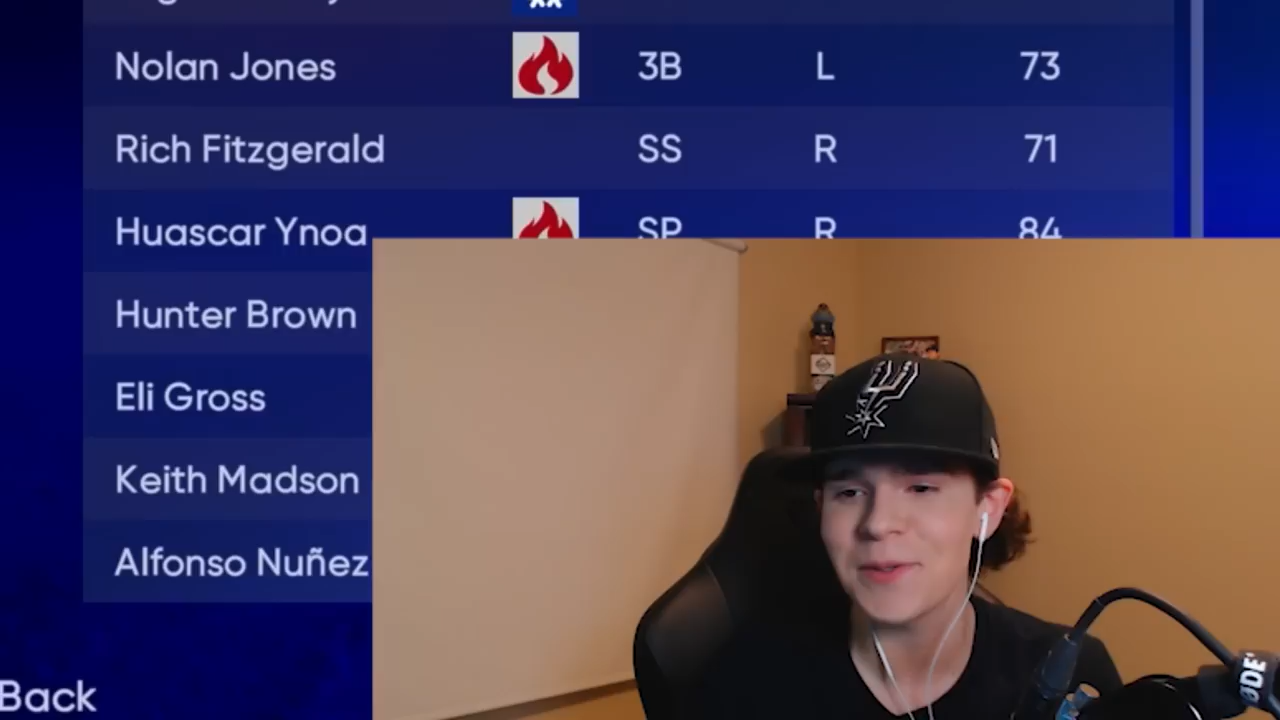 Nolan Jones 3B L 73
Rich Fitzgerald SS R 71
Huascar Ynoa SP R 84
Hunter Brown
Eli Gross
Keith Madson
Alfonso Nuñez
Back